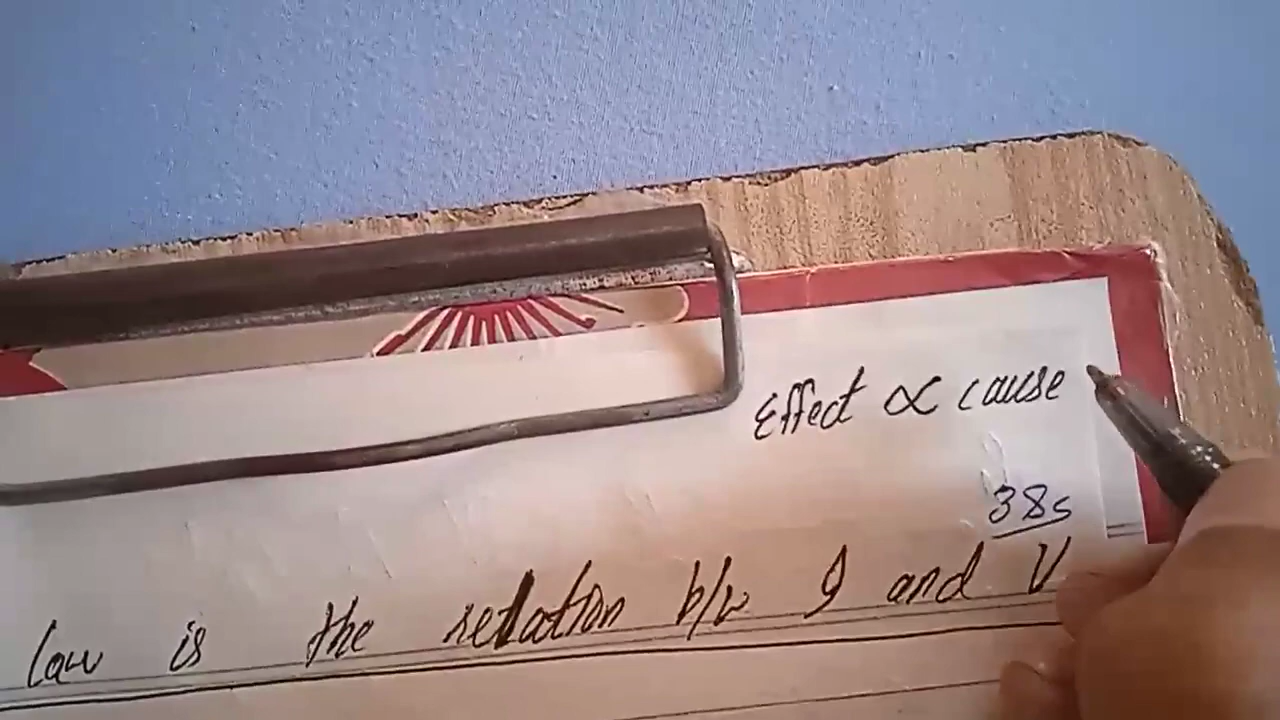 Effect ∝ cause
38s
law is the relation b/w I and V